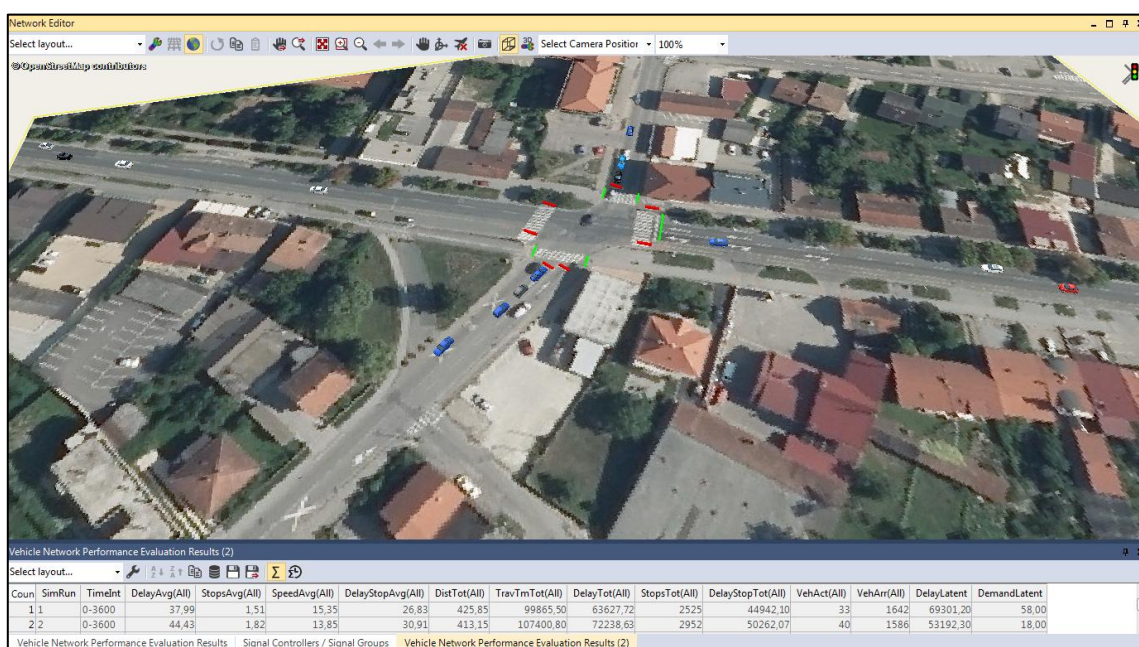 Network Editor
Select layout... Select Camera Position 100%
© OpenStreetMap contributors
Vehicle Network Performance Evaluation Results (2)
Select layout...
Coun SimRun TimeInt DelayAvg(All) StopsAvg(All) SpeedAvg(All) DelayStopAvg(All) DistTot(All) TravTmTot(All) DelayTot(All) StopsTot(All) DelayStopTot(All) VehAct(All) VehArr(All) DelayLatent DemandLatent
1 1 0-3600 37,99 1,51 15,35 26,83 425,85 99865,50 63627,72 2525 44942,10 33 1642 69301,20 58,00
2 2 0-3600 44,43 1,82 13,85 30,91 413,15 107400,80 72238,63 2952 50262,07 40 1586 53192,30 18,00
Vehicle Network Performance Evaluation Results Signal Controllers / Signal Groups Vehicle Network Performance Evaluation Results (2)